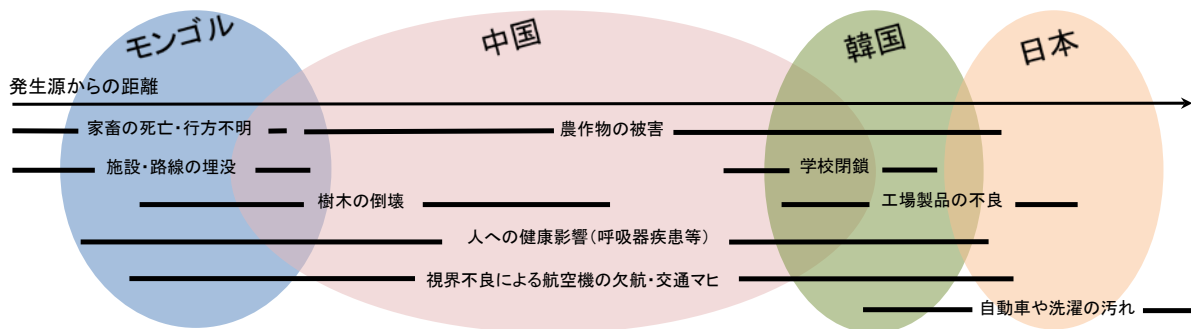 モンゴル
中国
韓国
日本
発生源からの距離
家畜の死亡・行方不明
農作物の被害
施設・路線の埋没
学校閉鎖
樹木の倒壊
工場製品の不良
人への健康影響(呼吸器疾患等)
視界不良による航空機の欠航・交通マヒ
自動車や洗濯の汚れ